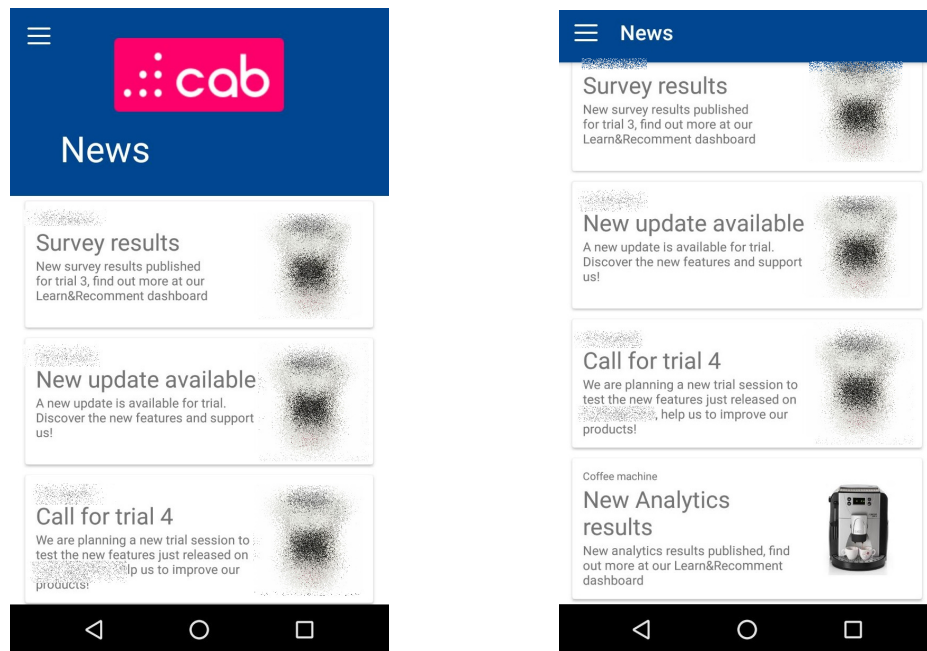 .:: cab
News
Survey results
New survey results published
for trial 3, find out more at our
Learn&Recomment dashboard
New update available
A new update is available for trial.
Discover the new features and support
us!
Call for trial 4
We are planning a new trial session to
test the new features just released on
lp us to improve our
products!
News
Survey results
New survey results published
for trial 3, find out more at our
Learn&Recomment dashboard
New update available
A new update is available for trial.
Discover the new features and support
us!
Call for trial 4
We are planning a new trial session to
test the new features just released on
, help us to improve our
products!
Coffee machine
New Analytics
results
New analytics results published, find
out more at our Learn&Recomment
dashboard